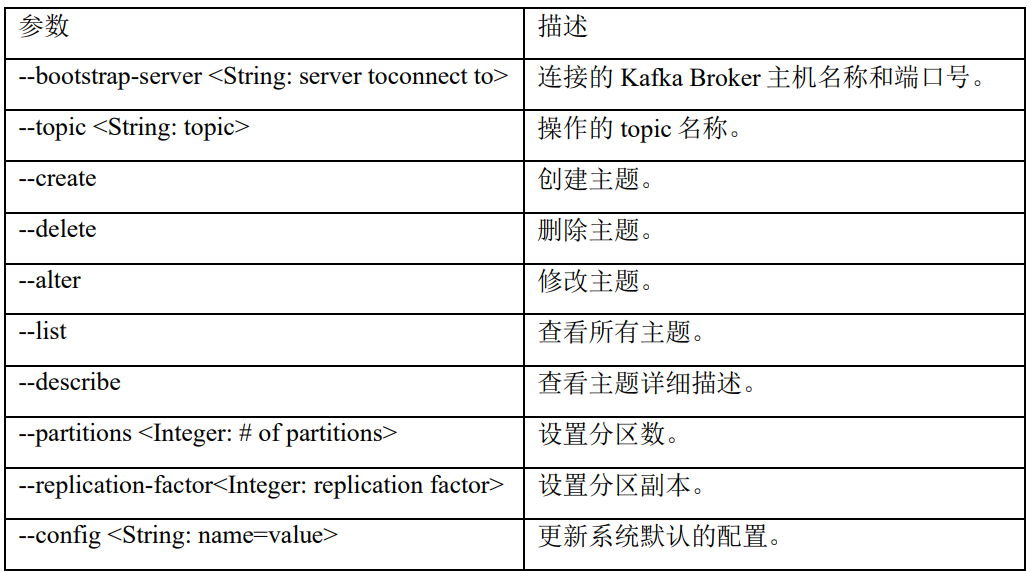 参数 描述
--bootstrap-server <String: server toconnect to> 连接的 Kafka Broker 主机名称和端口号。
--topic <String: topic> 操作的 topic 名称。
--create 创建主题。
--delete 删除主题。
--alter 修改主题。
--list 查看所有主题。
--describe 查看主题详细描述。
--partitions <Integer: # of partitions> 设置分区数。
--replication-factor<Integer: replication factor> 设置分区副本。
--config <String: name=value> 更新系统默认的配置。